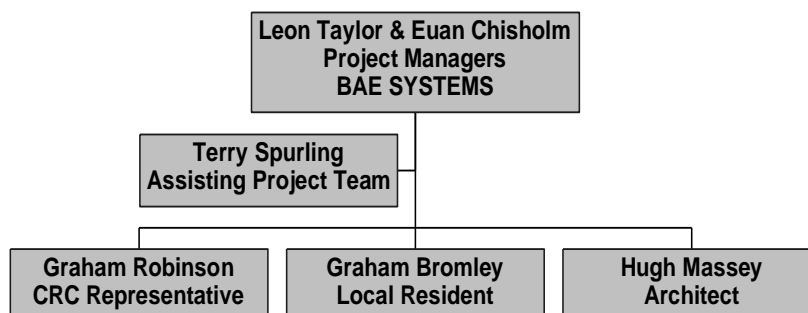 Leon Taylor & Euan Chisholm
Project Managers
BAE SYSTEMS
Terry Spurling
Assisting Project Team
Graham Robinson
CRC Representative
Graham Bromley
Local Resident
Hugh Massey
Architect